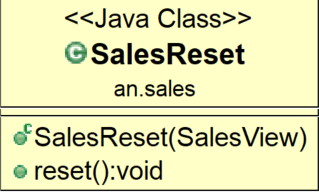 <<Java Class>>
SalesReset
an.sales
SalesReset(SalesView)
reset():void